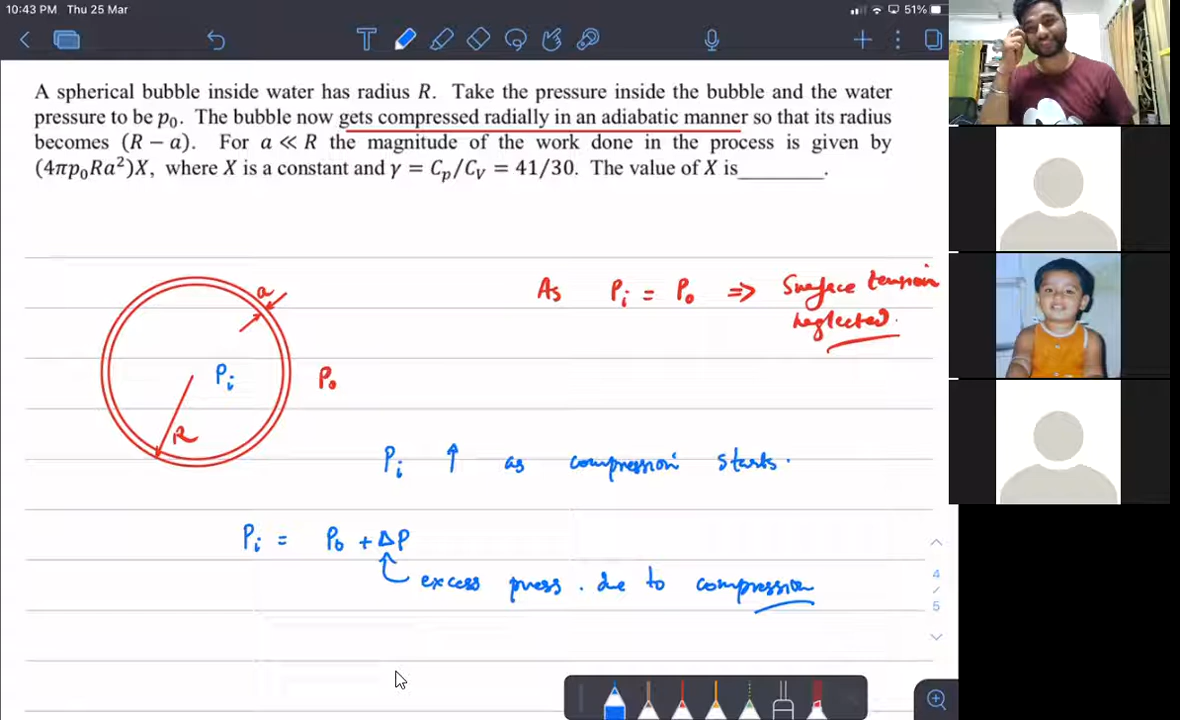 10:43 PM Thu 25 Mar
51%
A spherical bubble inside water has radius R. Take the pressure inside the bubble and the water
pressure to be p₀. The bubble now gets compressed radially in an adiabatic manner so that its radius
becomes (R − a). For a ≪ R the magnitude of the work done in the process is given by
(4πp₀Ra²)X, where X is a constant and γ = Cₚ/C_V = 41/30. The value of X is________.
a
As Pi = P₀ ⇒ Surface tension
neglected.
Pi P₀
R
Pi ↑ as compression starts.
Pi = P₀ + ΔP
excess press. due to compression
4
/
5